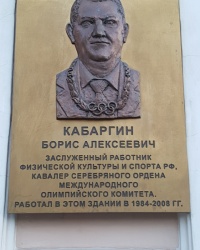 КАБАРГИН
БОРИС АЛЕКСЕЕВИЧ
ЗАСЛУЖЕННЫЙ РАБОТНИК
ФИЗИЧЕСКОЙ КУЛЬТУРЫ И СПОРТА РФ,
КАВАЛЕР СЕРЕБРЯНОГО ОРДЕНА
МЕЖДУНАРОДНОГО
ОЛИМПИЙСКОГО КОМИТЕТА.
РАБОТАЛ В ЭТОМ ЗДАНИИ В 1984-2008 ГГ.